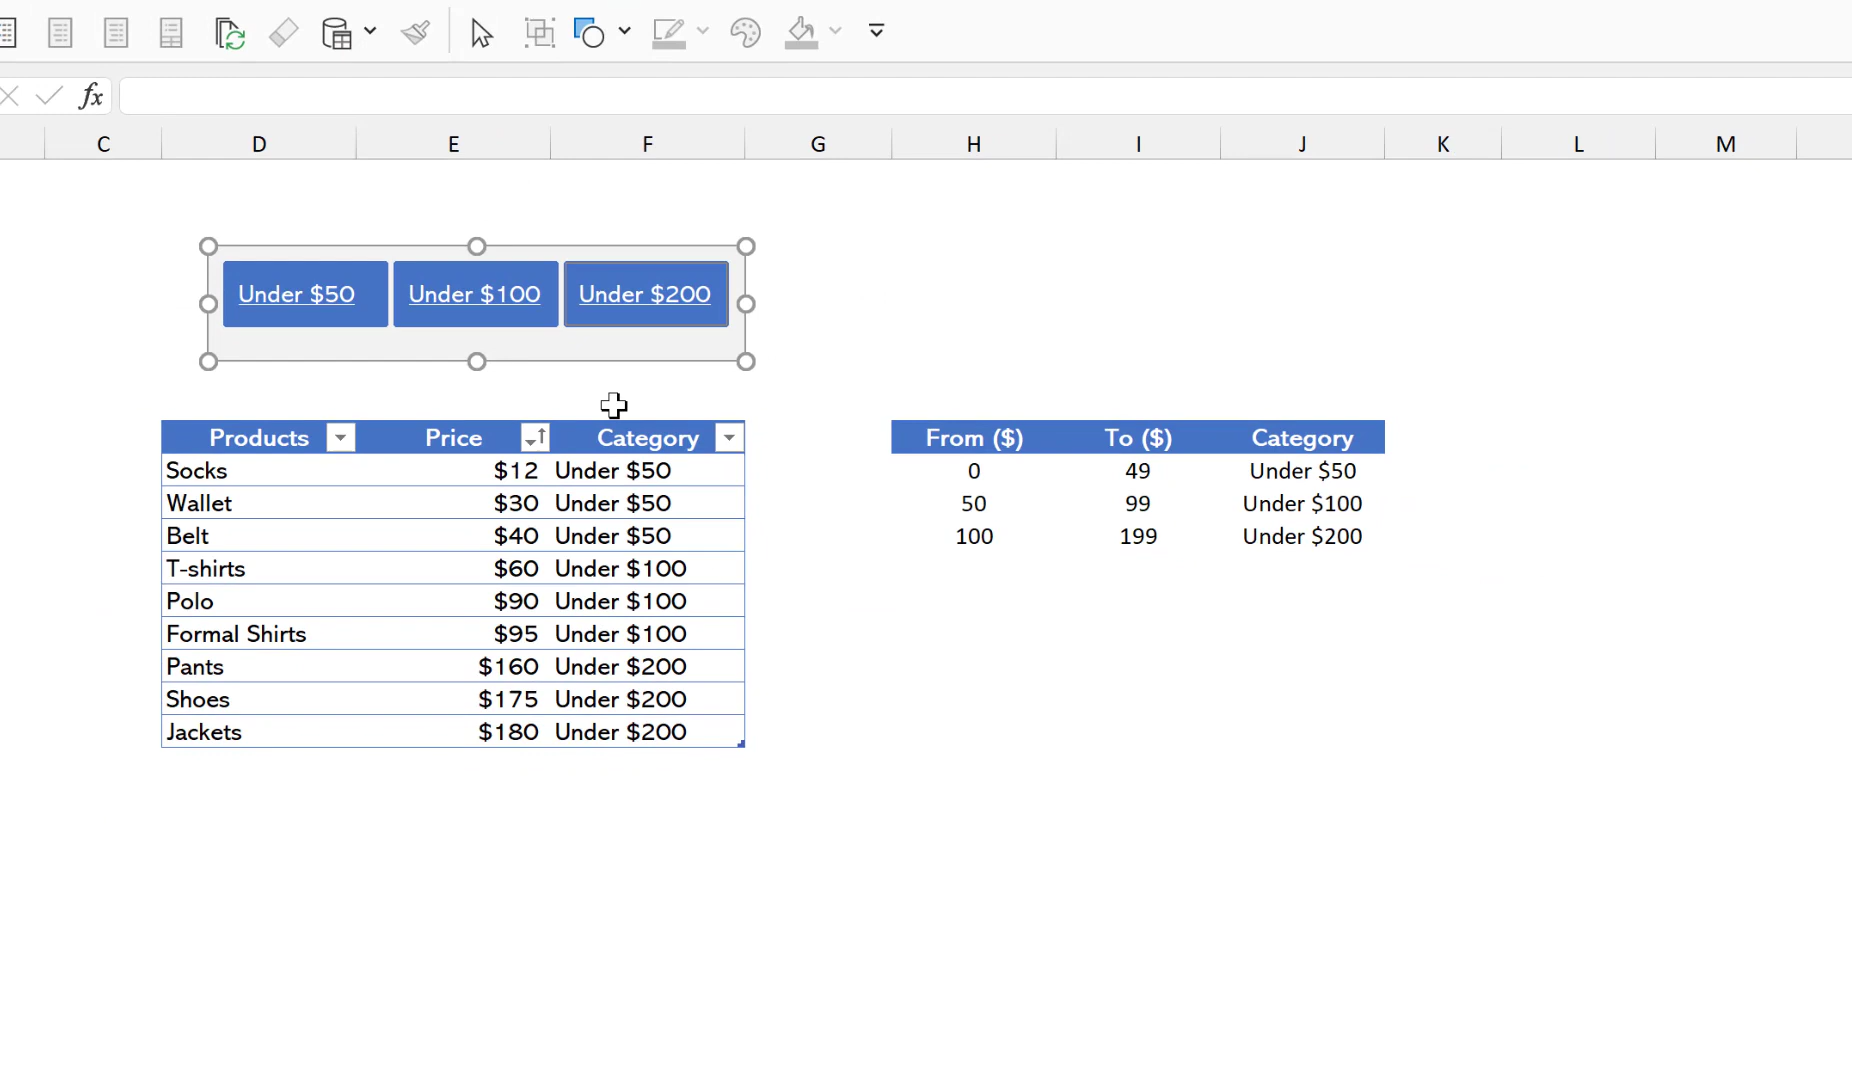 fx
C D E F G H I J K L M
Under $50 Under $100 Under $200
Products Price Category From ($) To ($) Category
Socks $12 Under $50 0 49 Under $50
Wallet $30 Under $50 50 99 Under $100
Belt $40 Under $50 100 199 Under $200
T-shirts $60 Under $100
Polo $90 Under $100
Formal Shirts $95 Under $100
Pants $160 Under $200
Shoes $175 Under $200
Jackets $180 Under $200